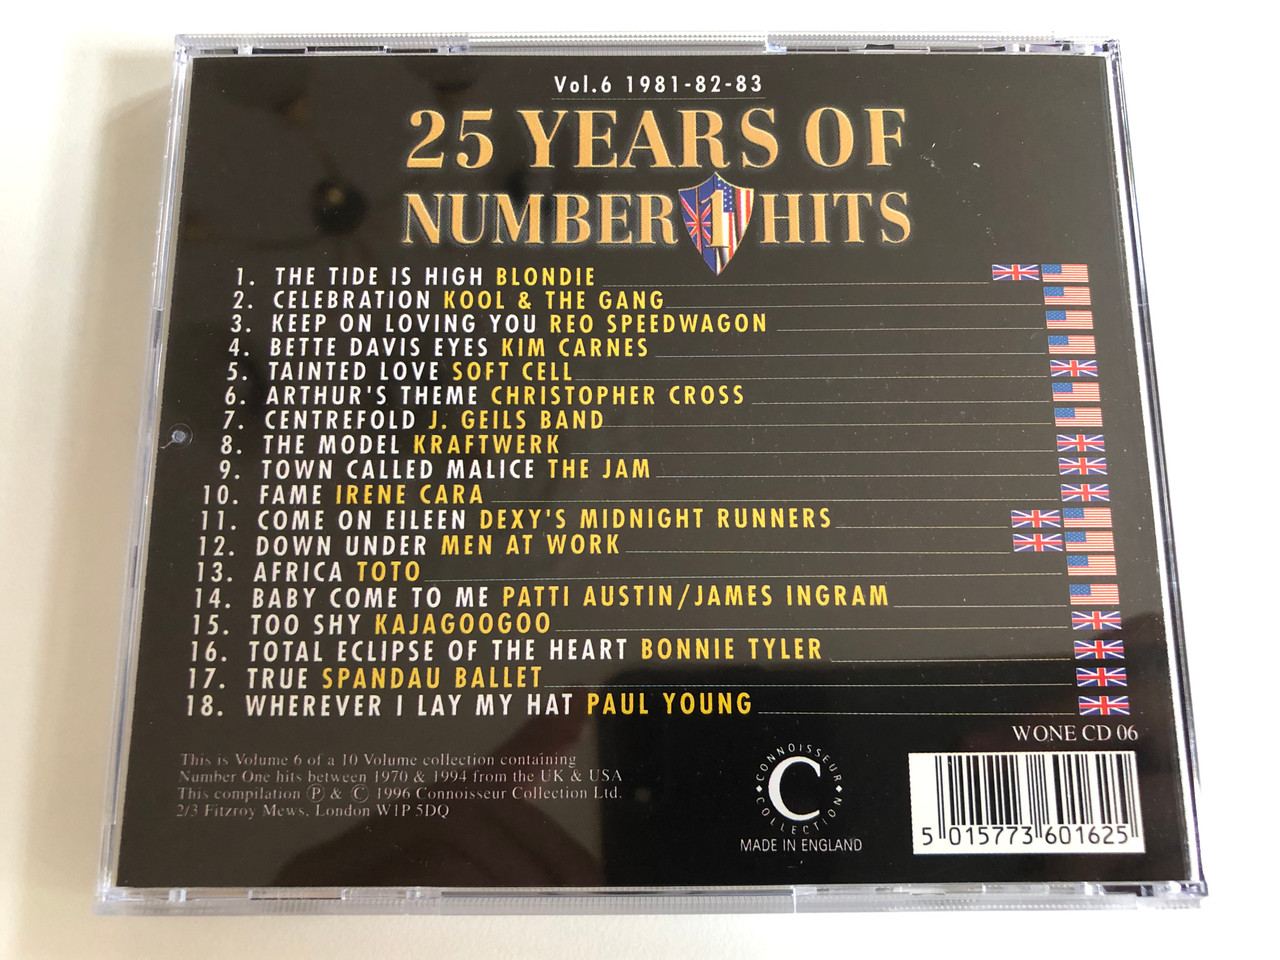 Vol.6 1981-82-83
25 YEARS OF
NUMBER 1 HITS
1. THE TIDE IS HIGH BLONDIE
2. CELEBRATION KOOL & THE GANG
3. KEEP ON LOVING YOU REO SPEEDWAGON
4. BETTE DAVIS EYES KIM CARNES
5. TAINTED LOVE SOFT CELL
6. ARTHUR'S THEME CHRISTOPHER CROSS
7. CENTREFOLD J. GEILS BAND
8. THE MODEL KRAFTWERK
9. TOWN CALLED MALICE THE JAM
10. FAME IRENE CARA
11. COME ON EILEEN DEXY'S MIDNIGHT RUNNERS
12. DOWN UNDER MEN AT WORK
13. AFRICA TOTO
14. BABY COME TO ME PATTI AUSTIN/JAMES INGRAM
15. TOO SHY KAJAGOOGOO
16. TOTAL ECLIPSE OF THE HEART BONNIE TYLER
17. TRUE SPANDAU BALLET
18. WHEREVER I LAY MY HAT PAUL YOUNG
WONE CD 06
This is Volume 6 of a 10 Volume collection containing
Number One hits between 1970 & 1994 from the UK & USA
This compilation Ⓟ & © 1996 Connoisseur Collection Ltd.
2/3 Fitzroy Mews, London W1P 5DQ
CONNOISSEUR
C
COLLECTION
MADE IN ENGLAND
5 015773 601625